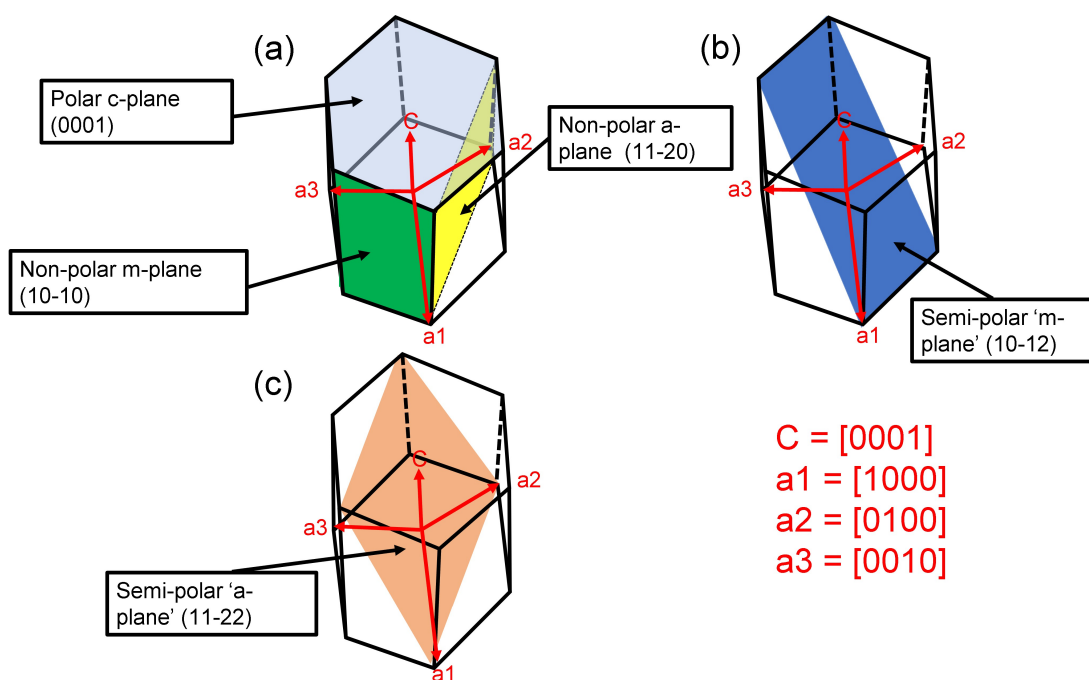 (a)
Polar c-plane
(0001)
C
Non-polar a-
plane (11-20)
a2
a3
Non-polar m-plane
(10-10)
a1
(b)
C
a2
a3
a1
Semi-polar ‘m-
plane’ (10-12)
(c)
C
a2
a3
Semi-polar ‘a-
plane’ (11-22)
a1
C = [0001]
a1 = [1000]
a2 = [0100]
a3 = [0010]